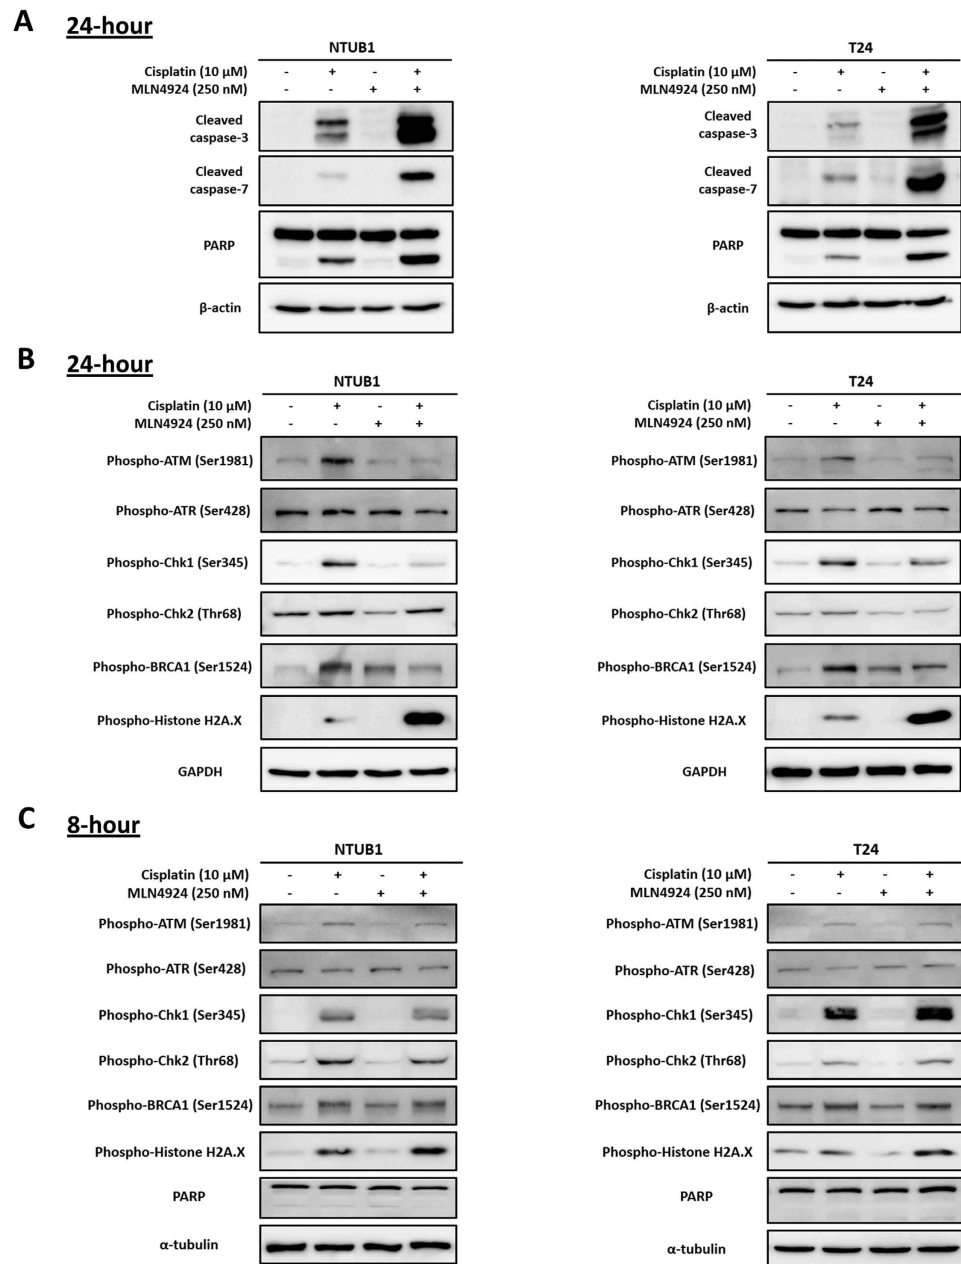 A 24-hour
NTUB1
Cisplatin (10 µM) - + - +
MLN4924 (250 nM) - - + +
Cleaved
caspase-3
Cleaved
caspase-7
PARP
β-actin
T24
Cisplatin (10 µM) - + - +
MLN4924 (250 nM) - - + +
Cleaved
caspase-3
Cleaved
caspase-7
PARP
β-actin
B 24-hour
NTUB1
Cisplatin (10 µM) - + - +
MLN4924 (250 nM) - - + +
Phospho-ATM (Ser1981)
Phospho-ATR (Ser428)
Phospho-Chk1 (Ser345)
Phospho-Chk2 (Thr68)
Phospho-BRCA1 (Ser1524)
Phospho-Histone H2A.X
GAPDH
T24
Cisplatin (10 µM) - + - +
MLN4924 (250 nM) - - + +
Phospho-ATM (Ser1981)
Phospho-ATR (Ser428)
Phospho-Chk1 (Ser345)
Phospho-Chk2 (Thr68)
Phospho-BRCA1 (Ser1524)
Phospho-Histone H2A.X
GAPDH
C 8-hour
NTUB1
Cisplatin (10 µM) - + - +
MLN4924 (250 nM) - - + +
Phospho-ATM (Ser1981)
Phospho-ATR (Ser428)
Phospho-Chk1 (Ser345)
Phospho-Chk2 (Thr68)
Phospho-BRCA1 (Ser1524)
Phospho-Histone H2A.X
PARP
α-tubulin
T24
Cisplatin (10 µM) - + - +
MLN4924 (250 nM) - - + +
Phospho-ATM (Ser1981)
Phospho-ATR (Ser428)
Phospho-Chk1 (Ser345)
Phospho-Chk2 (Thr68)
Phospho-BRCA1 (Ser1524)
Phospho-Histone H2A.X
PARP
α-tubulin